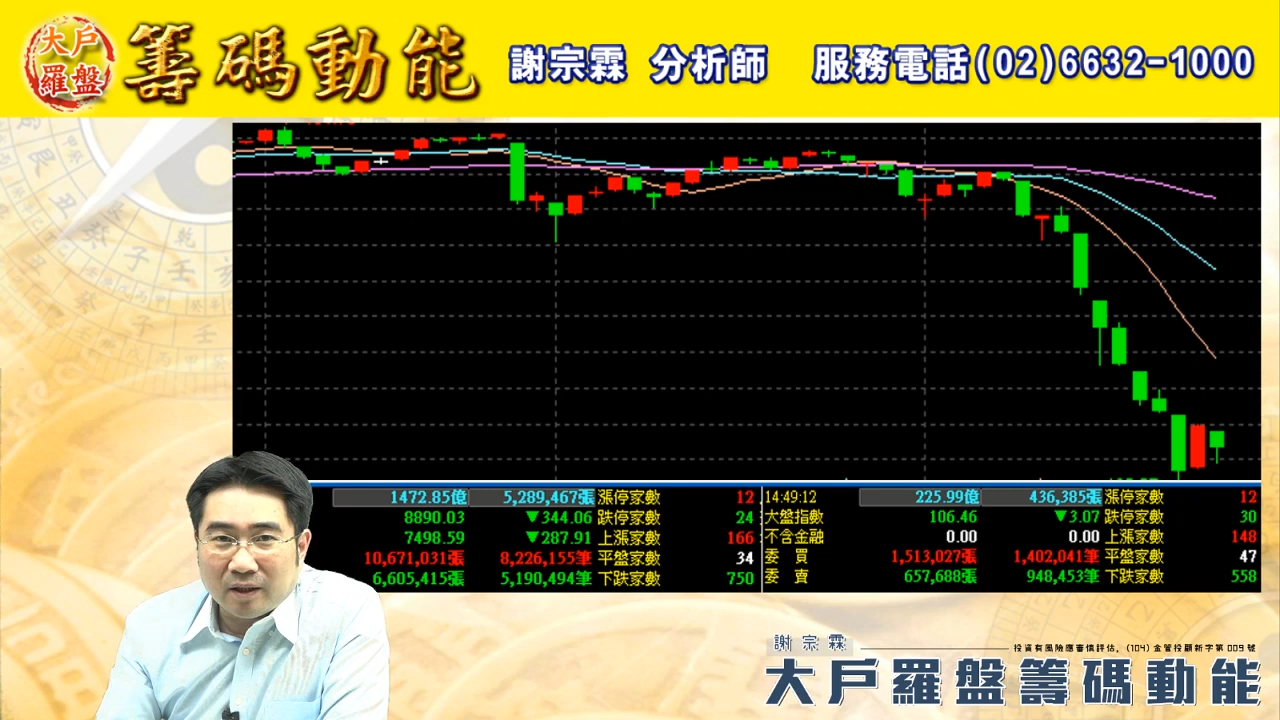 大戶
羅盤
籌碼動能
謝宗霖 分析師 服務電話(02)6632-1000
1472.85億 5,289,467張 漲停家數 12
8890.03 ▼344.06 跌停家數 24
7498.59 ▼287.91 上漲家數 166
10,671,031張 8,226,155筆 平盤家數 34
6,605,415張 5,190,494筆 下跌家數 750
14:49:12 225.99億 436,385張 漲停家數 12
大盤指數 106.46 ▼3.07 跌停家數 30
不含金融 0.00 0.00 上漲家數 148
委 買 1,513,027張 1,402,041筆 平盤家數 47
委 賣 657,688張 948,453筆 下跌家數 558
謝宗霖
投資有風險應審慎評估, (104)金管投顧新字第009號
大戶羅盤籌碼動能